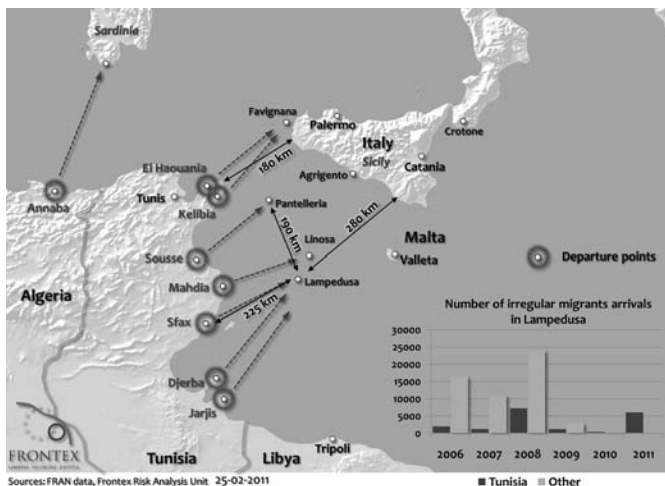 Sardinia
Favignana
Palermo
Italy
Sicily
Crotone
Catania
El Haouania
180 km
Agrigento
Annaba
Tunis
Kelibia
Pantelleria
190 km
280 km
Linosa
Malta
Valleta
Departure points
Sousse
Mahdia
Lampedusa
Algeria
225 km
Sfax
Number of irregular migrants arrivals
in Lampedusa
30000
25000
20000
15000
10000
5000
2006 2007 2008 2009 2010 2011
Tunisia Other
Djerba
Jarjis
Tripoli
FRONTEX
Tunisia
Libya
Sources: FRAN data, Frontex Risk Analysis Unit 25-02-2011